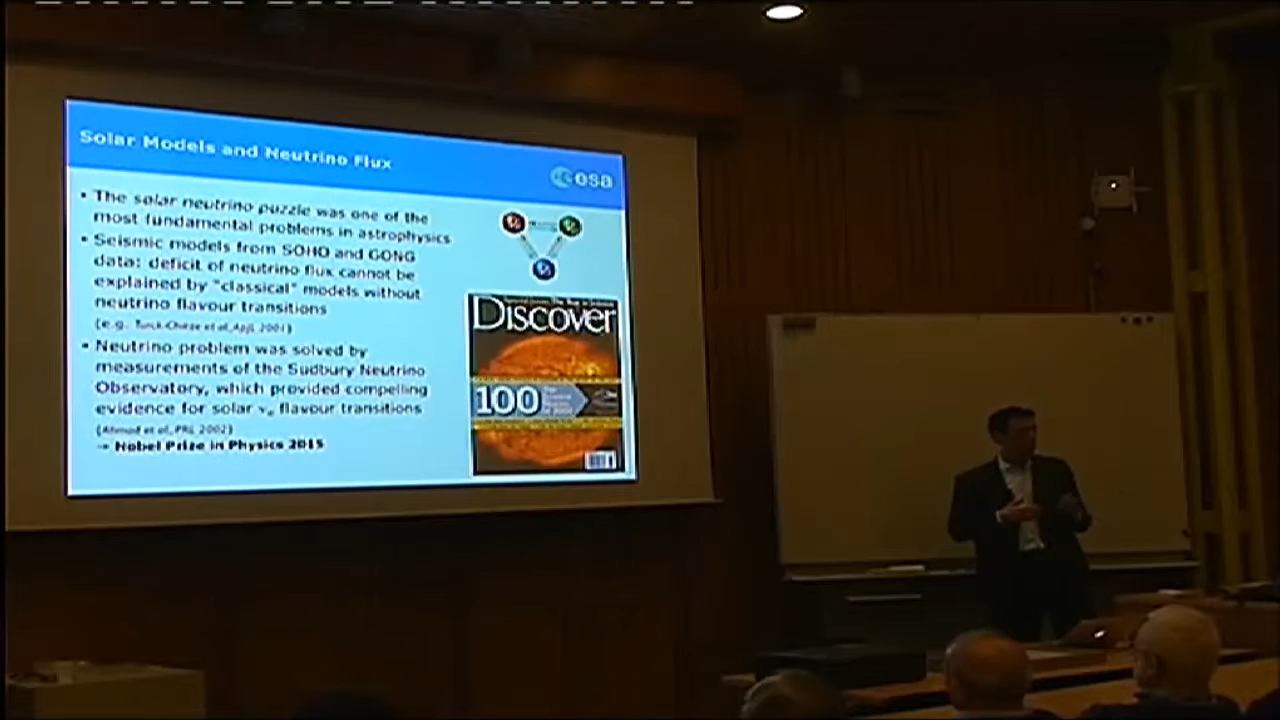 Solar Models and Neutrino Flux
esa
• The solar neutrino puzzle was one of the
most fundamental problems in astrophysics
• Seismic models from SOHO and GONG
data: deficit of neutrino flux cannot be
explained by "classical" models without
neutrino flavour transitions
(e.g. Turck-Chièze et al, ApJL 2001)
• Neutrino problem was solved by
measurements of the Sudbury Neutrino
Observatory, which provided compelling
evidence for solar νe flavour transitions
(Ahmad et al, PRL 2002)
→ Nobel Prize in Physics 2015
The Year in Science
Discover
100